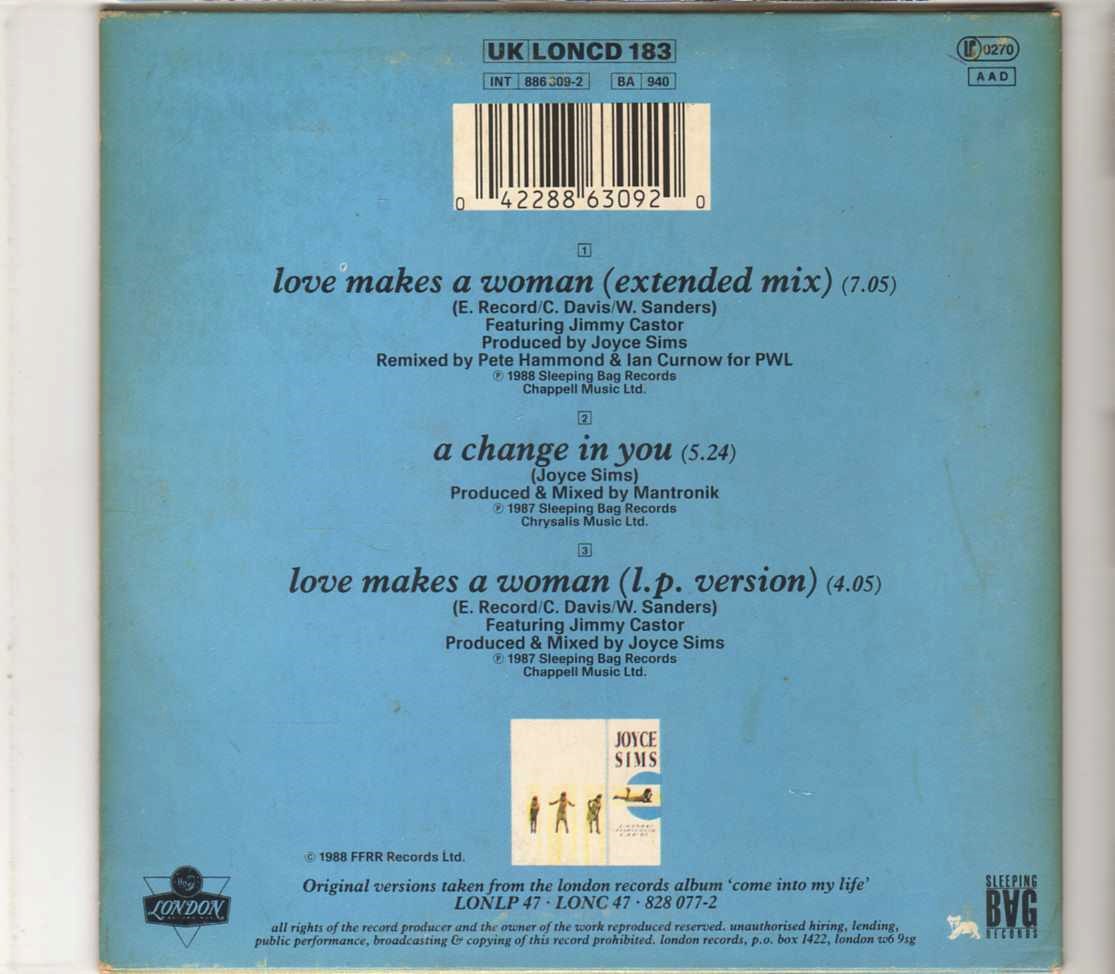 UK LONCD 183
LC 0270
INT 886 309-2 BA 940
AAD
0 42288 63092 0
1
love makes a woman (extended mix) (7.05)
(E. Record/C. Davis/W. Sanders)
Featuring Jimmy Castor
Produced by Joyce Sims
Remixed by Pete Hammond & Ian Curnow for PWL
℗ 1988 Sleeping Bag Records
Chappell Music Ltd.
2
a change in you (5.24)
(Joyce Sims)
Produced & Mixed by Mantronik
℗ 1987 Sleeping Bag Records
Chrysalis Music Ltd.
3
love makes a woman (l.p. version) (4.05)
(E. Record/C. Davis/W. Sanders)
Featuring Jimmy Castor
Produced & Mixed by Joyce Sims
℗ 1987 Sleeping Bag Records
Chappell Music Ltd.
JOYCE
SIMS
© 1988 FFRR Records Ltd.
Original versions taken from the london records album 'come into my life'
LONLP 47 · LONC 47 · 828 077-2
all rights of the record producer and the owner of the work reproduced reserved. unauthorised hiring, lending,
public performance, broadcasting & copying of this record prohibited. london records, p.o. box 1422, london w6 9sg
LONDON
SLEEPING
BAG
RECORDS